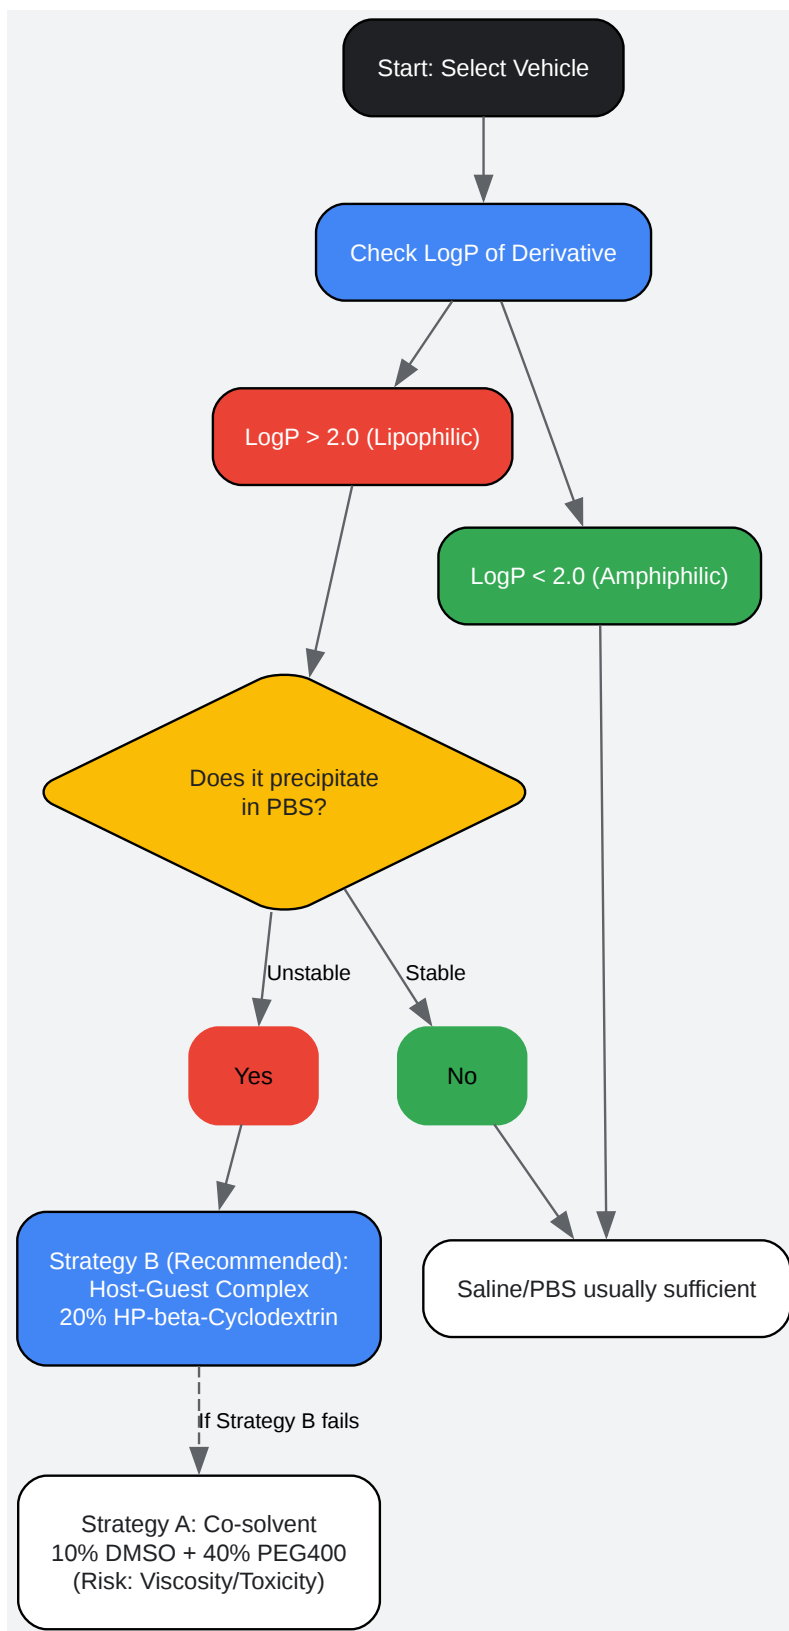 Start: Select Vehicle
Check LogP of Derivative
LogP > 2.0 (Lipophilic)
LogP < 2.0 (Amphiphilic)
Does it precipitate
in PBS?
Unstable
Stable
Yes
No
Strategy B (Recommended):
Host-Guest Complex
20% HP-beta-Cyclodextrin
Saline/PBS usually sufficient
If Strategy B fails
Strategy A: Co-solvent
10% DMSO + 40% PEG400
(Risk: Viscosity/Toxicity)